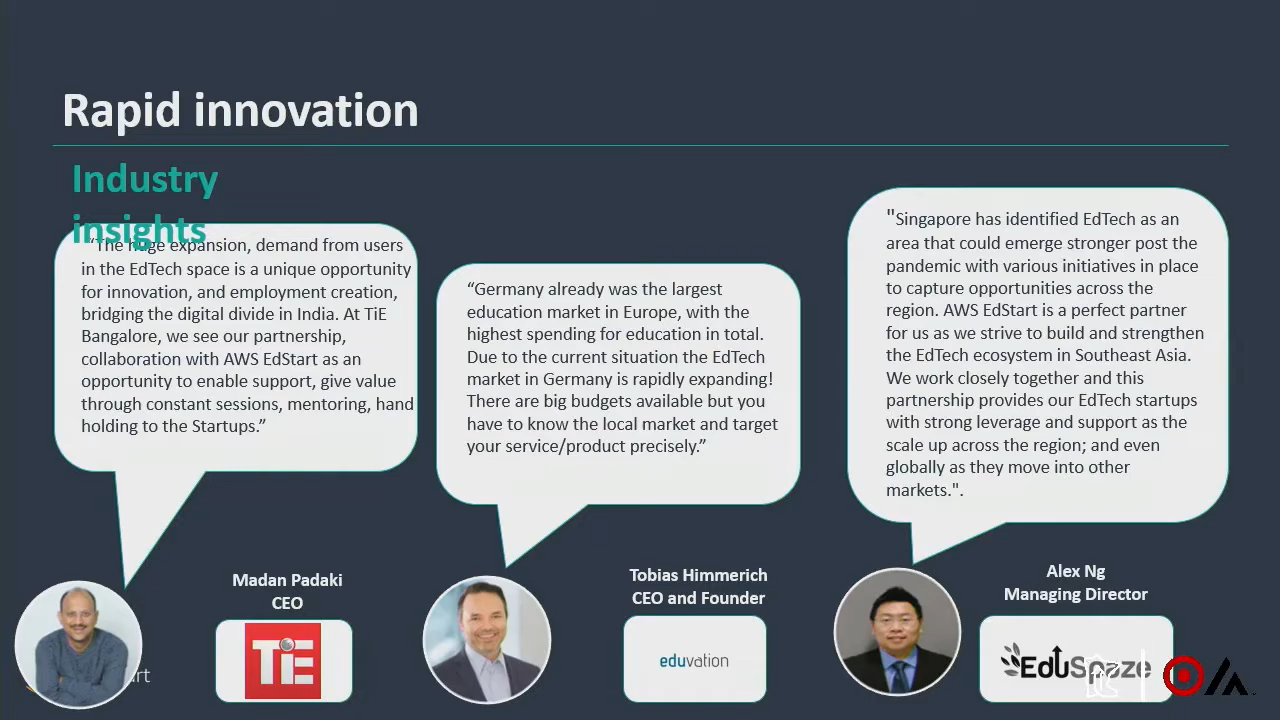 Rapid innovation
Industry
insights
“The huge expansion, demand from users
in the EdTech space is a unique opportunity
for innovation, and employment creation,
bridging the digital divide in India. At TiE
Bangalore, we see our partnership,
collaboration with AWS EdStart as an
opportunity to enable support, give value
through constant sessions, mentoring, hand
holding to the Startups.”
“Germany already was the largest
education market in Europe, with the
highest spending for education in total.
Due to the current situation the EdTech
market in Germany is rapidly expanding!
There are big budgets available but you
have to know the local market and target
your service/product precisely.”
"Singapore has identified EdTech as an
area that could emerge stronger post the
pandemic with various initiatives in place
to capture opportunities across the
region. AWS EdStart is a perfect partner
for us as we strive to build and strengthen
the EdTech ecosystem in Southeast Asia.
We work closely together and this
partnership provides our EdTech startups
with strong leverage and support as the
scale up across the region; and even
globally as they move into other
markets.".
Madan Padaki
CEO
TiE
Tobias Himmerich
CEO and Founder
eduvation
Alex Ng
Managing Director
EduSpaze